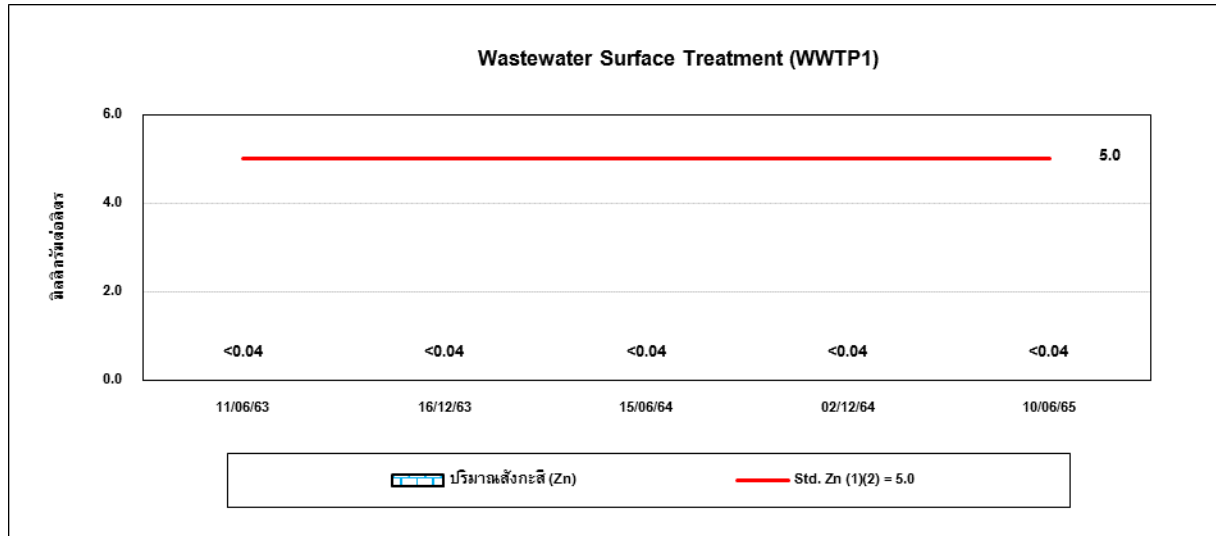 Wastewater Surface Treatment (WWTP1)
6.0
5.0
4.0
มิลลิกรัมต่อลิตร
2.0
<0.04 <0.04 <0.04 <0.04 <0.04
0.0
11/06/63 16/12/63 15/06/64 02/12/64 10/06/65
ปริมาณสังกะสี (Zn) Std. Zn (1)(2) = 5.0